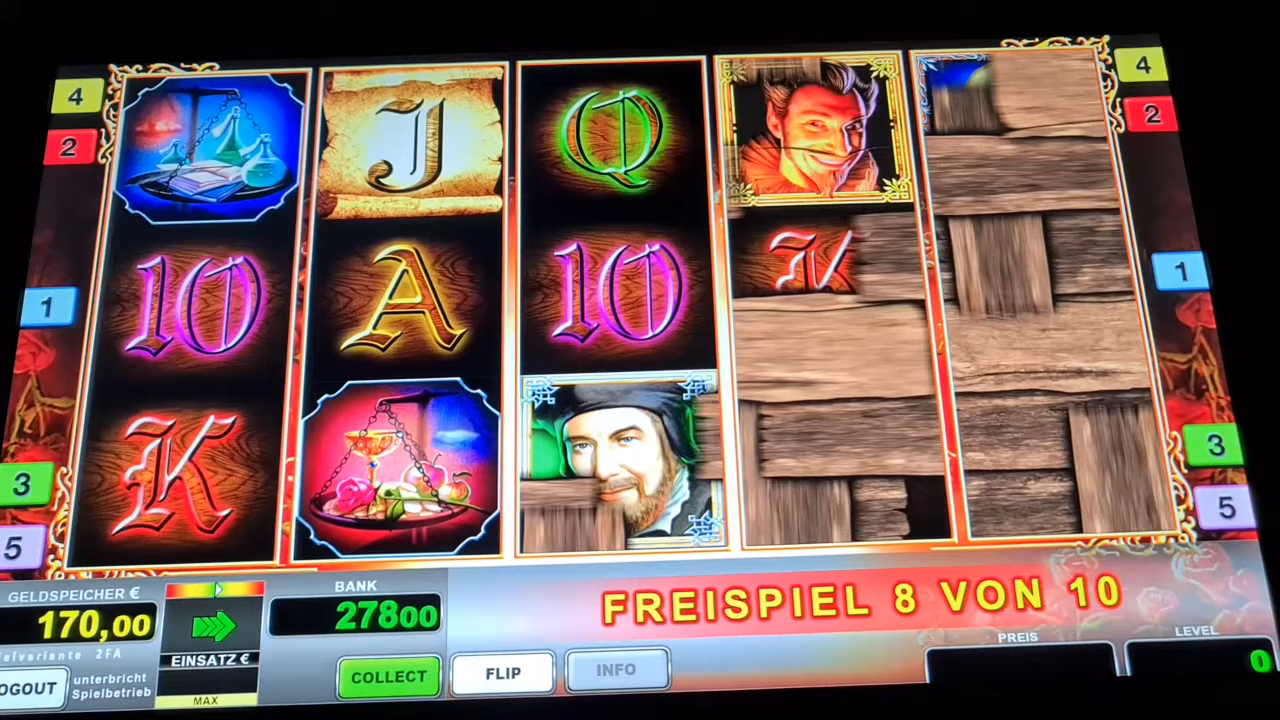 4
4
2
2
J
Q
10
A
10
K
1
1
K
3
3
5
5
FREISPIEL 8 VON 10
GELDSPEICHER €
170,00
BANK
27800
EINSATZ €
MAX
COLLECT
FLIP
INFO
PREIS
LEVEL
0
2FA
unterbricht
Spielbetrieb